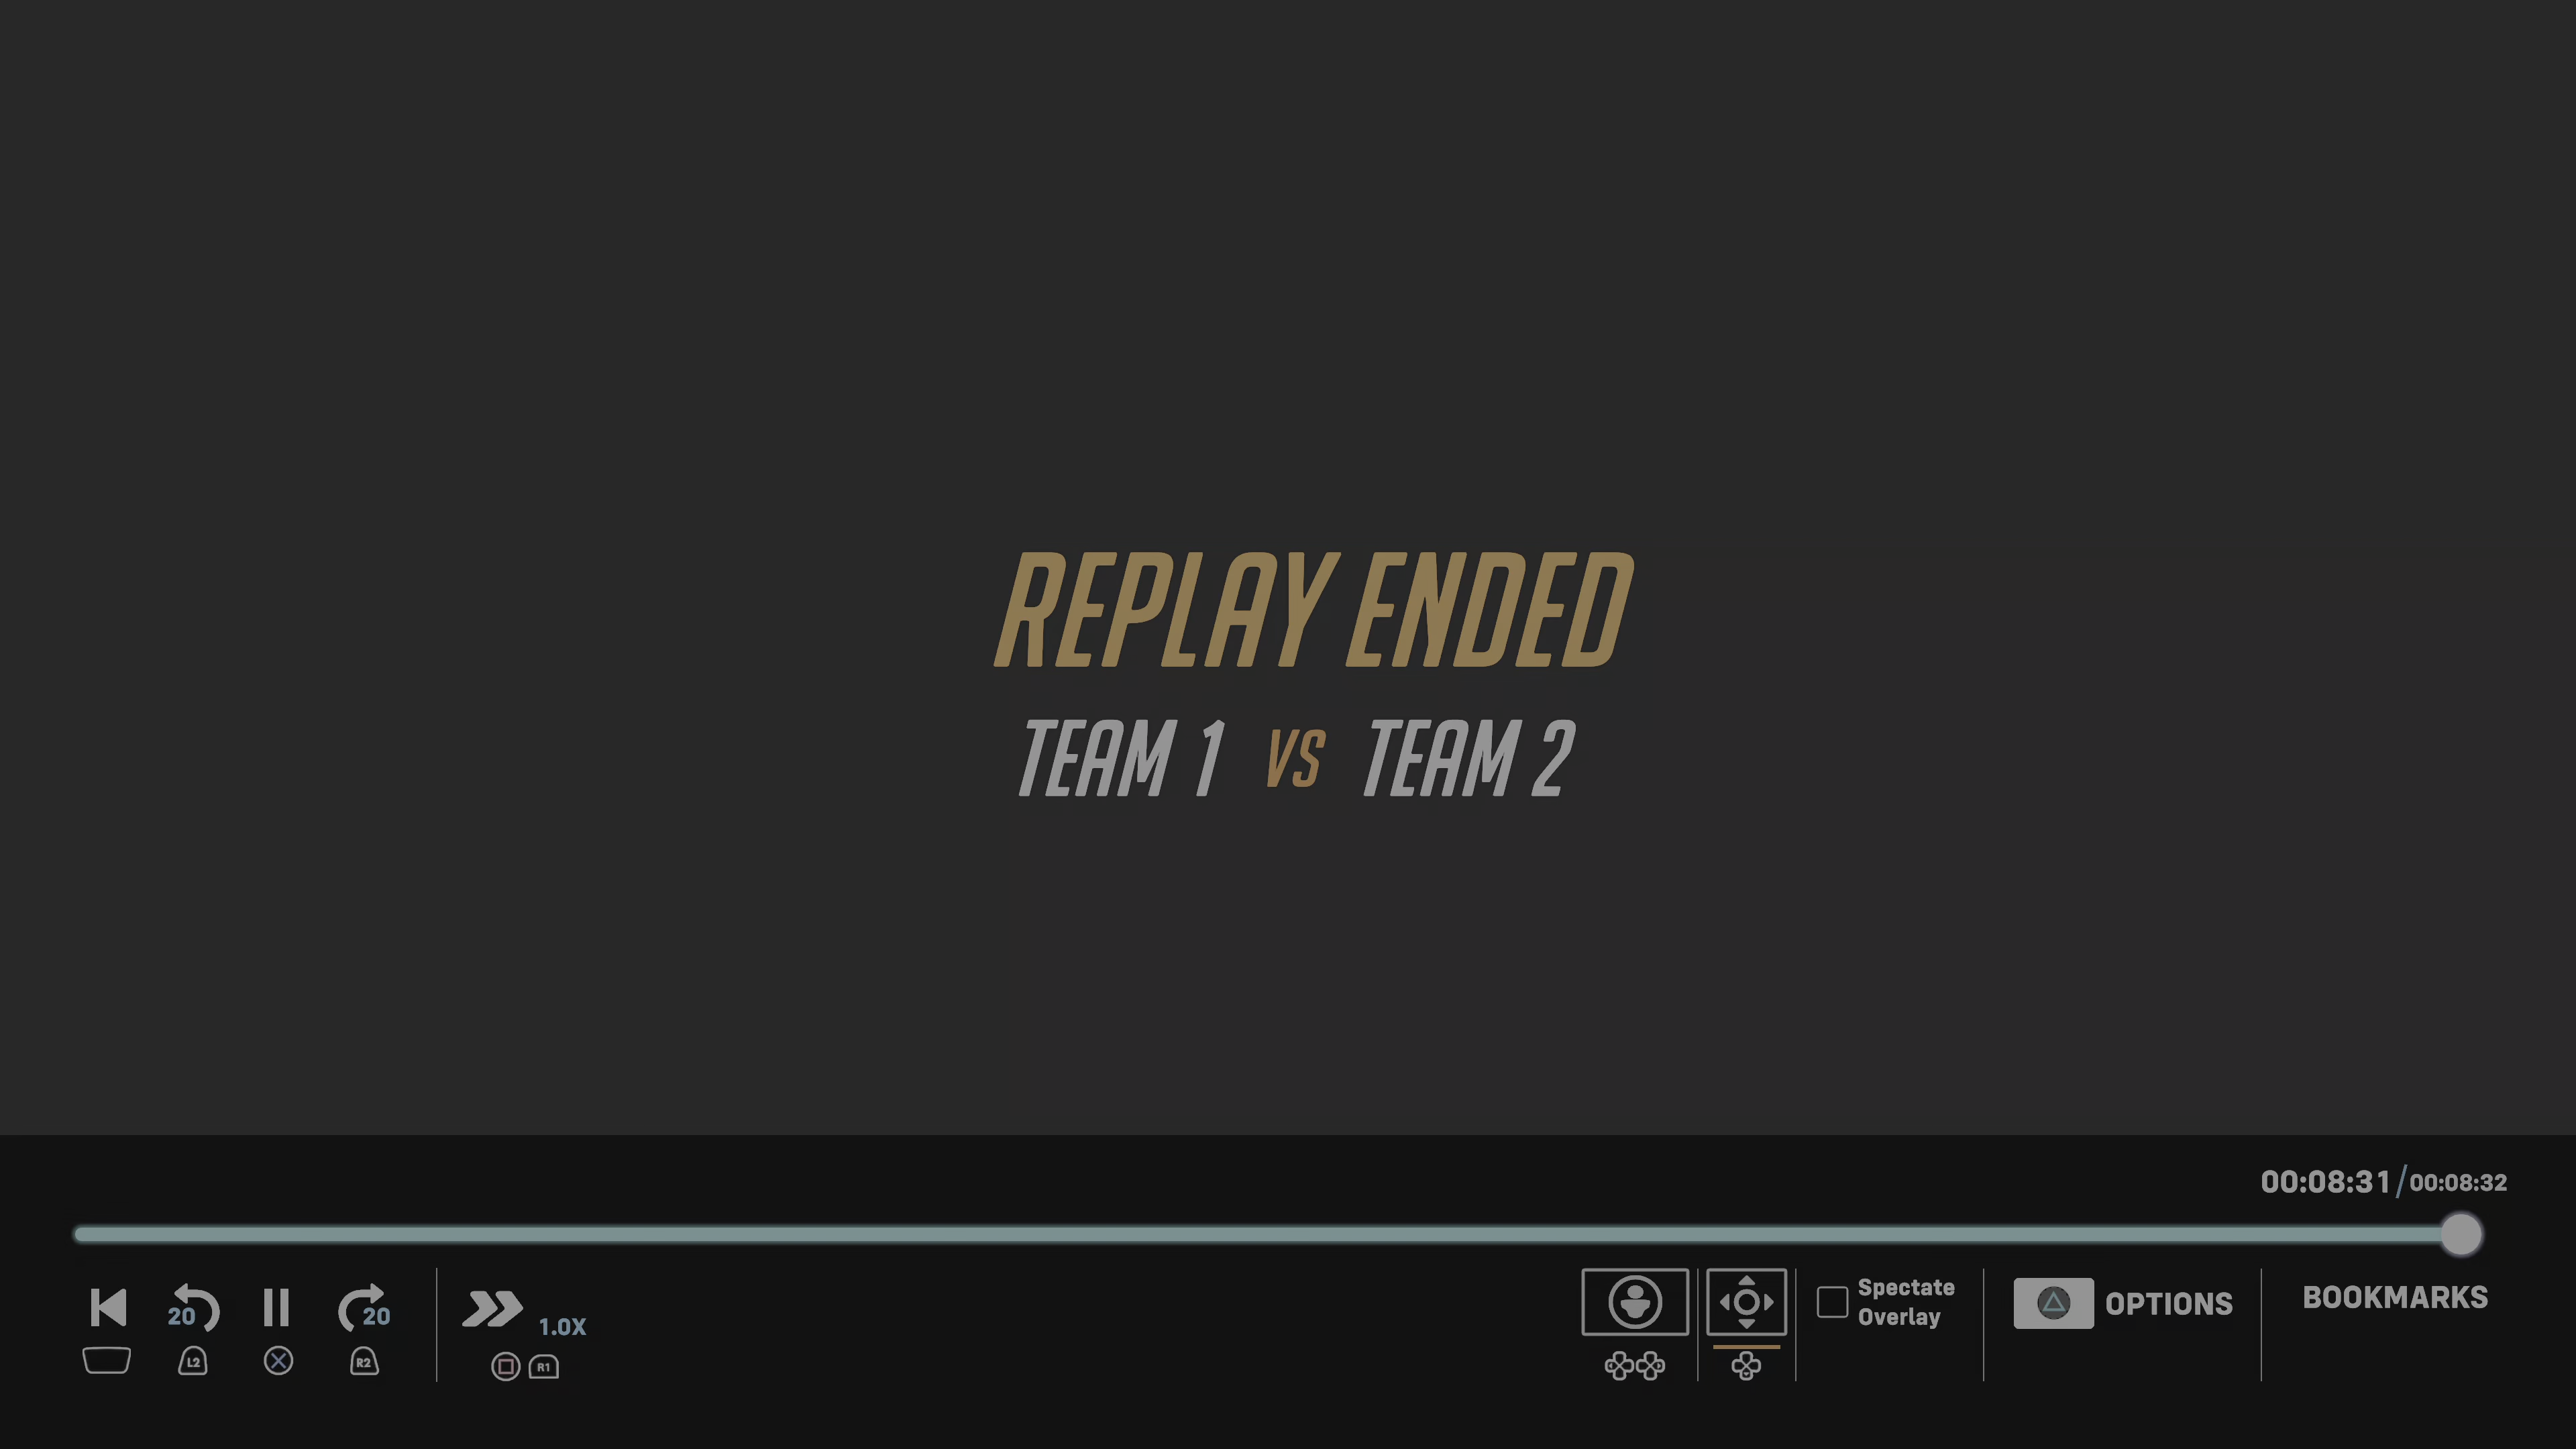 REPLAY ENDED
TEAM 1 VS TEAM 2
00:08:31/00:08:32
20 20 1.0X
L2 R2 R1
Spectate
Overlay
OPTIONS
BOOKMARKS